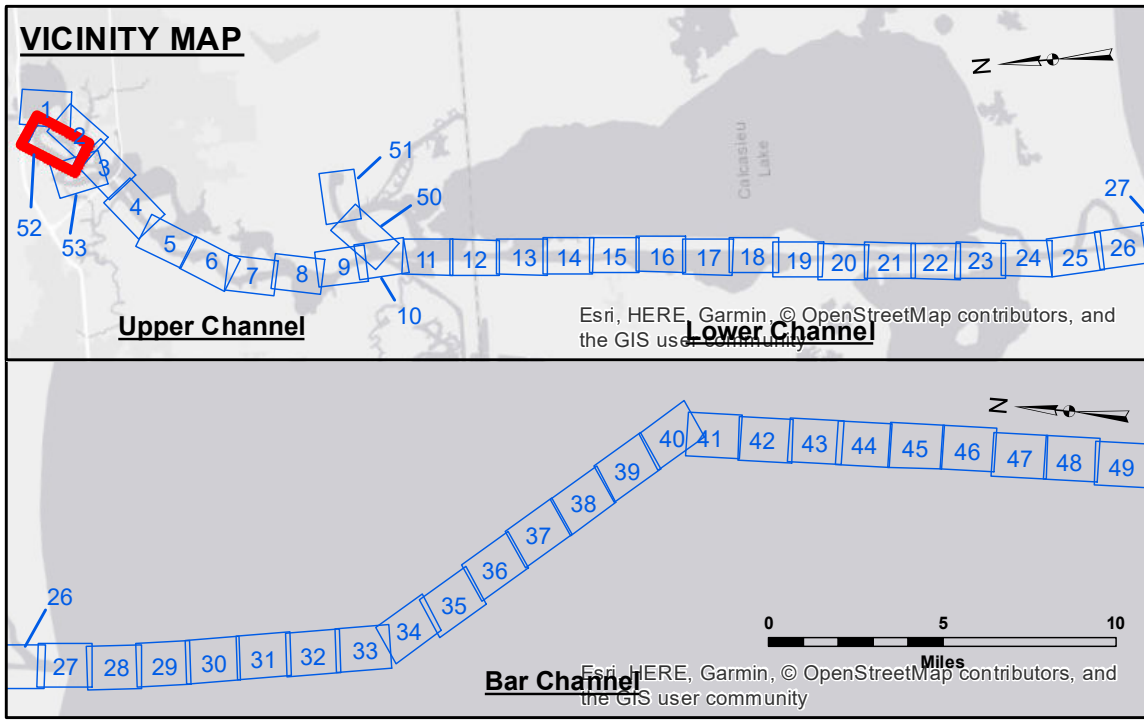 VICINITY MAP
N
1
2
3
52
53
4
5
6
7
8
9
10
51
50
11 12 13 14 15 16 17 18 19 20 21 22 23 24 25 26
27
Calcasieu
Lake
Upper Channel
Lower Channel
Esri, HERE, Garmin, © OpenStreetMap contributors, and
the GIS user community
N
26
27 28 29 30 31 32 33 34 35 36 37 38 39 40 41 42 43 44 45 46 47 48 49
0 5 10
Miles
Bar Channel
Esri, HERE, Garmin, © OpenStreetMap contributors, and
the GIS user community